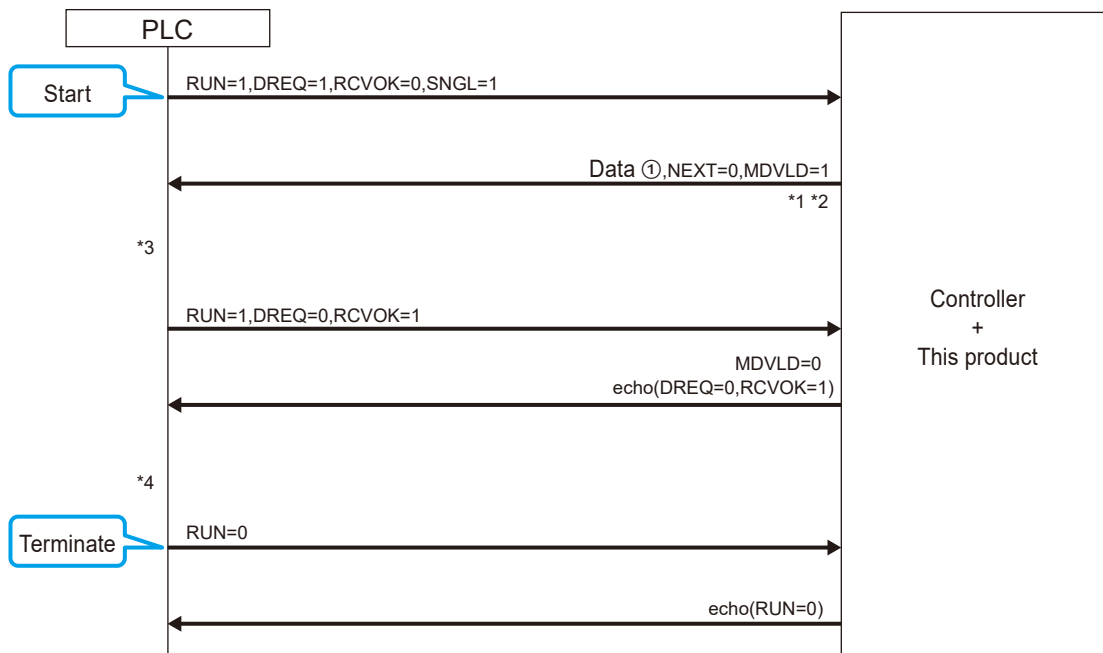 PLC
Start
RUN=1,DREQ=1,RCVOK=0,SNGL=1
Data ①,NEXT=0,MDVLD=1
*1 *2
*3
Controller
+
This product
RUN=1,DREQ=0,RCVOK=1
MDVLD=0
echo(DREQ=0,RCVOK=1)
*4
Terminate
RUN=0
echo(RUN=0)